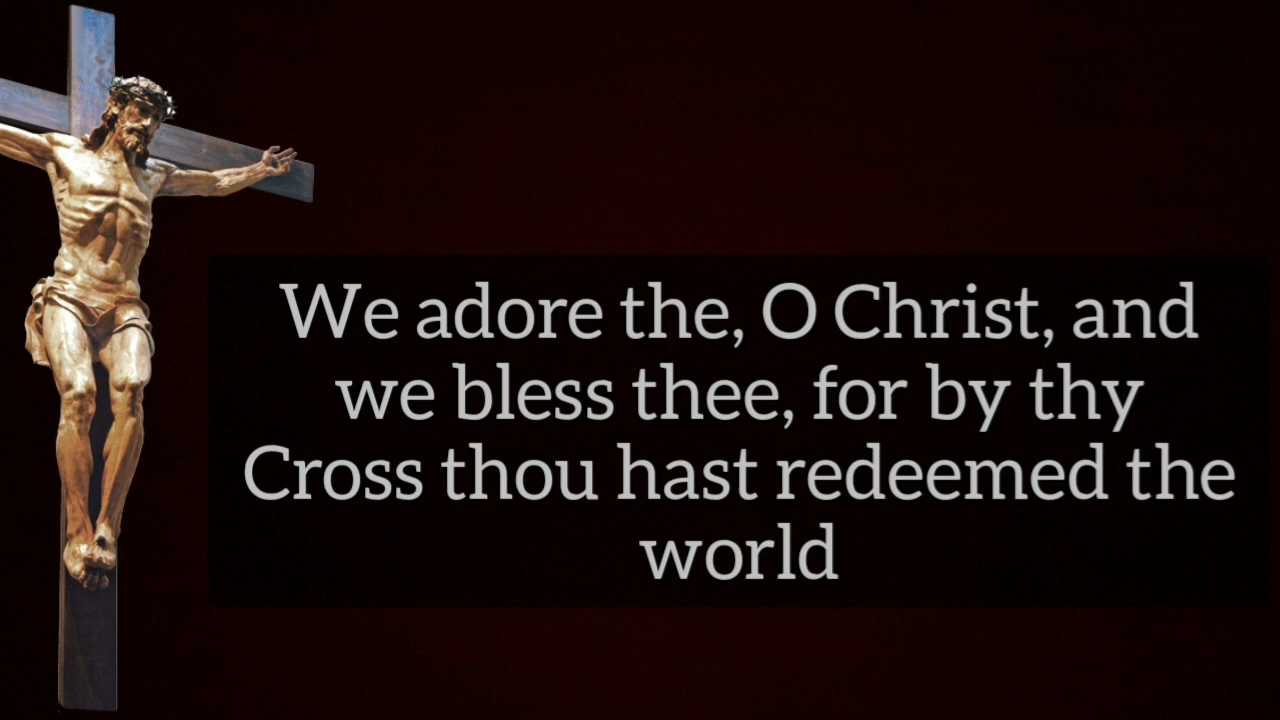 We adore the, O Christ, and
we bless thee, for by thy
Cross thou hast redeemed the
world